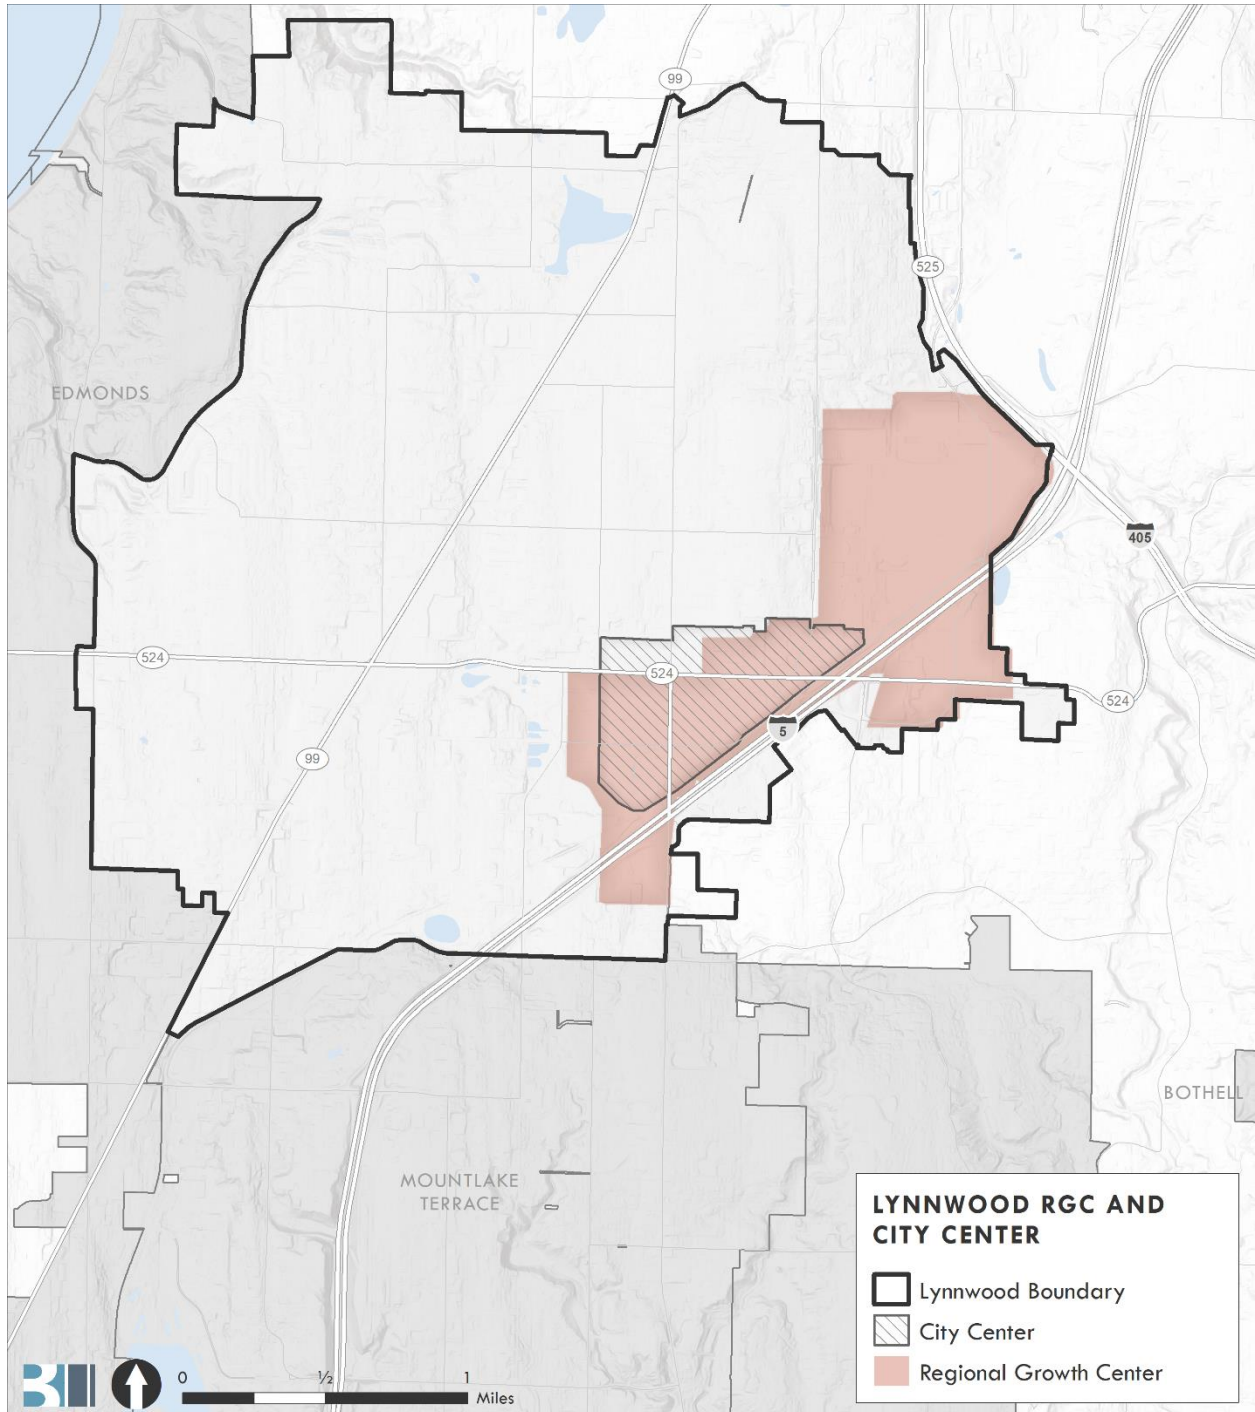 99
525
EDMONDS
405
524
524
524
5
99
BOTHELL
MOUNTLAKE
TERRACE
LYNNWOOD RGC AND
CITY CENTER
Lynnwood Boundary
City Center
Regional Growth Center
0 ½ 1
Miles